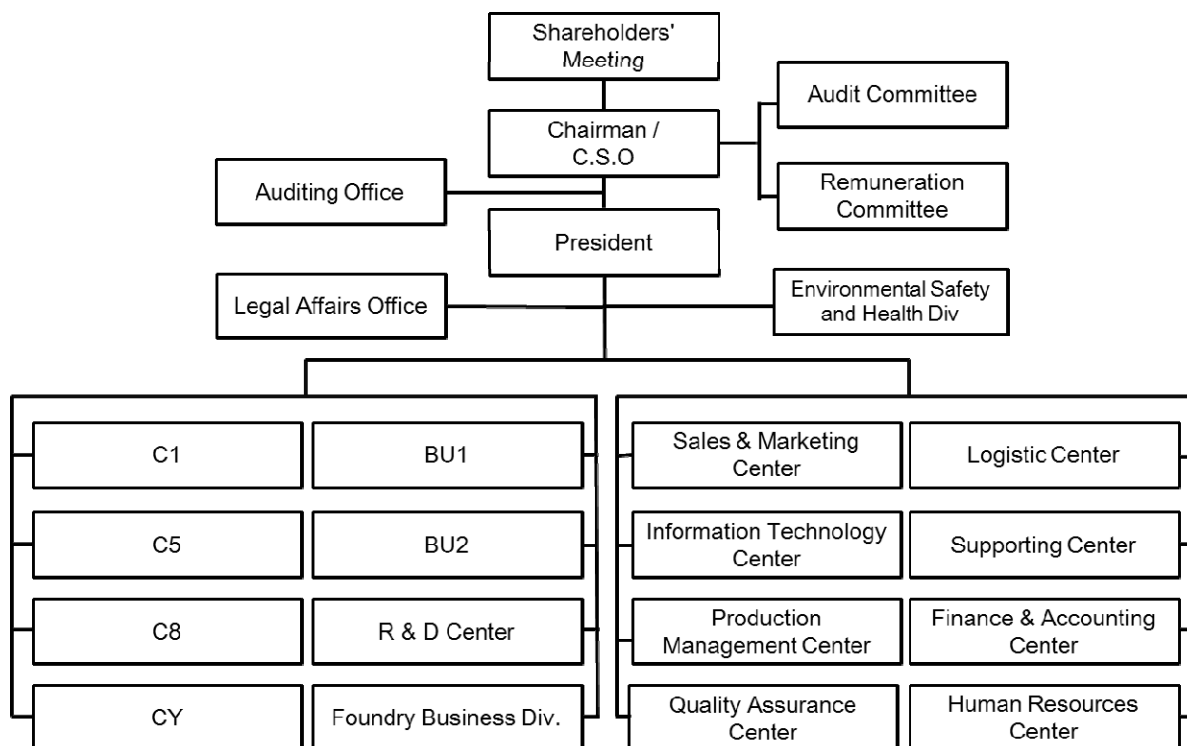 Shareholders'
Meeting
Audit Committee
Chairman /
C.S.O
Auditing Office
Remuneration
Committee
President
Legal Affairs Office
Environmental Safety
and Health Div
C1
BU1
Sales & Marketing
Center
Logistic Center
C5
BU2
Information Technology
Center
Supporting Center
C8
R & D Center
Production
Management Center
Finance & Accounting
Center
CY
Foundry Business Div.
Quality Assurance
Center
Human Resources
Center